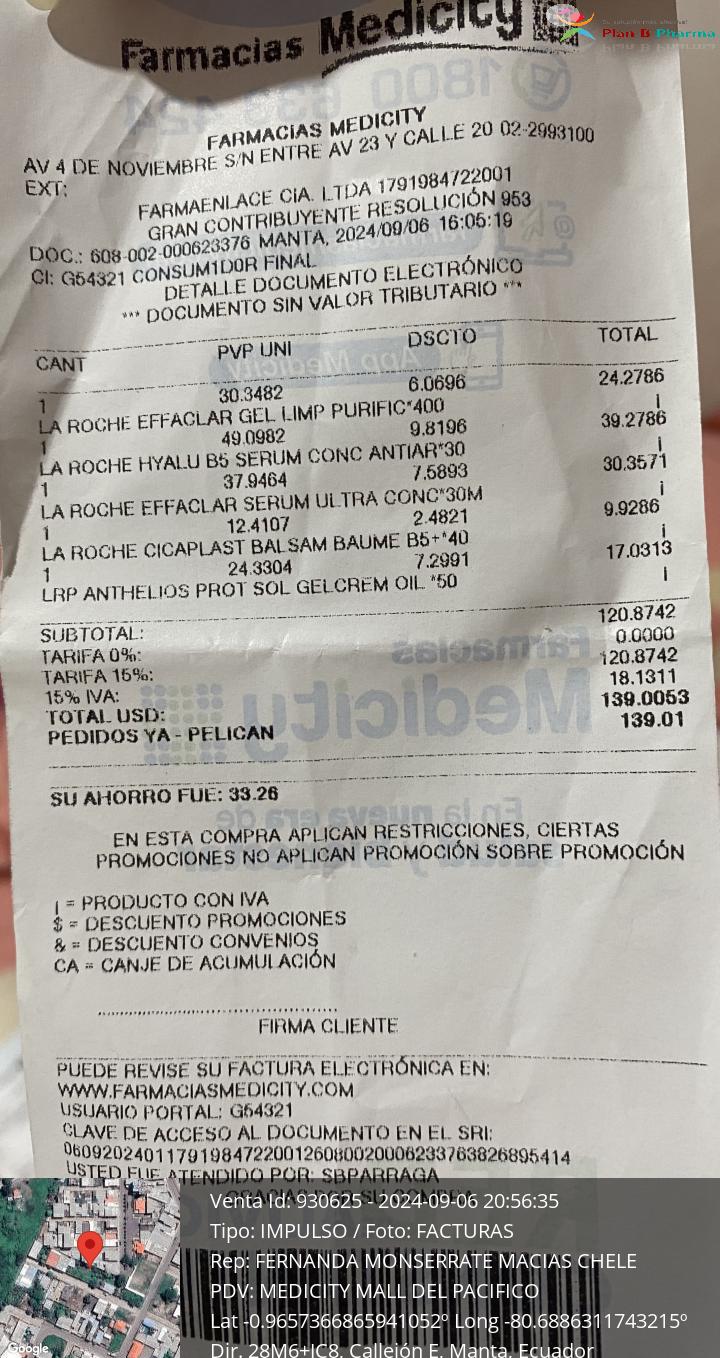 Farmacias Medicity
Tu solución más efectiva!
Plan B Pharma
FARMACIAS MEDICITY
AV 4 DE NOVIEMBRE S/N ENTRE AV 23 Y CALLE 20 02-2993100
EXT:
FARMAENLACE CIA. LTDA 1791984722001
GRAN CONTRIBUYENTE RESOLUCIÓN 953
DOC.: 608-002-000623376 MANTA, 2024/09/06 16:05:19
CI: G54321 CONSUM1D0R FINAL
DETALLE DOCUMENTO ELECTRÓNICO
*** DOCUMENTO SIN VALOR TRIBUTARIO ***
CANT PVP UNI DSCTO TOTAL
1 30.3482 6.0696 24.2786
LA ROCHE EFFACLAR GEL LIMP PURIFIC*400 i
1 49.0982 9.8196 39.2786
LA ROCHE HYALU B5 SERUM CONC ANTIAR*30 i
1 37.9464 7.5893 30.3571
LA ROCHE EFFACLAR SERUM ULTRA CONC*30M i
1 12.4107 2.4821 9.9286
LA ROCHE CICAPLAST BALSAM BAUME B5+*40 i
1 24.3304 7.2991 17.0313
LRP ANTHELIOS PROT SOL GELCREM OIL *50 i
SUBTOTAL: 120.8742
TARIFA 0%: 0.0000
TARIFA 15%: 120.8742
15% IVA: 18.1311
TOTAL USD: 139.0053
PEDIDOS YA - PELICAN 139.01
SU AHORRO FUE: 33.26
EN ESTA COMPRA APLICAN RESTRICCIONES, CIERTAS
PROMOCIONES NO APLICAN PROMOCIÓN SOBRE PROMOCIÓN
i = PRODUCTO CON IVA
$ = DESCUENTO PROMOCIONES
& = DESCUENTO CONVENIOS
CA = CANJE DE ACUMULACIÓN
FIRMA CLIENTE
PUEDE REVISE SU FACTURA ELECTRÓNICA EN:
WWW.FARMACIASMEDICITY.COM
USUARIO PORTAL: G54321
CLAVE DE ACCESO AL DOCUMENTO EN EL SRI:
0609202401179198472200126080020006233763826895414
USTED FUE ATENDIDO POR: SBPARRAGA
Venta Id: 930625 - 2024-09-06 20:56:35
Tipo: IMPULSO / Foto: FACTURAS
Rep: FERNANDA MONSERRATE MACIAS CHELE
PDV: MEDICITY MALL DEL PACIFICO
Lat -0.9657366865941052º Long -80.6886311743215º
Dir. 28M6+JC8, Callejón E, Manta, Ecuador
Google